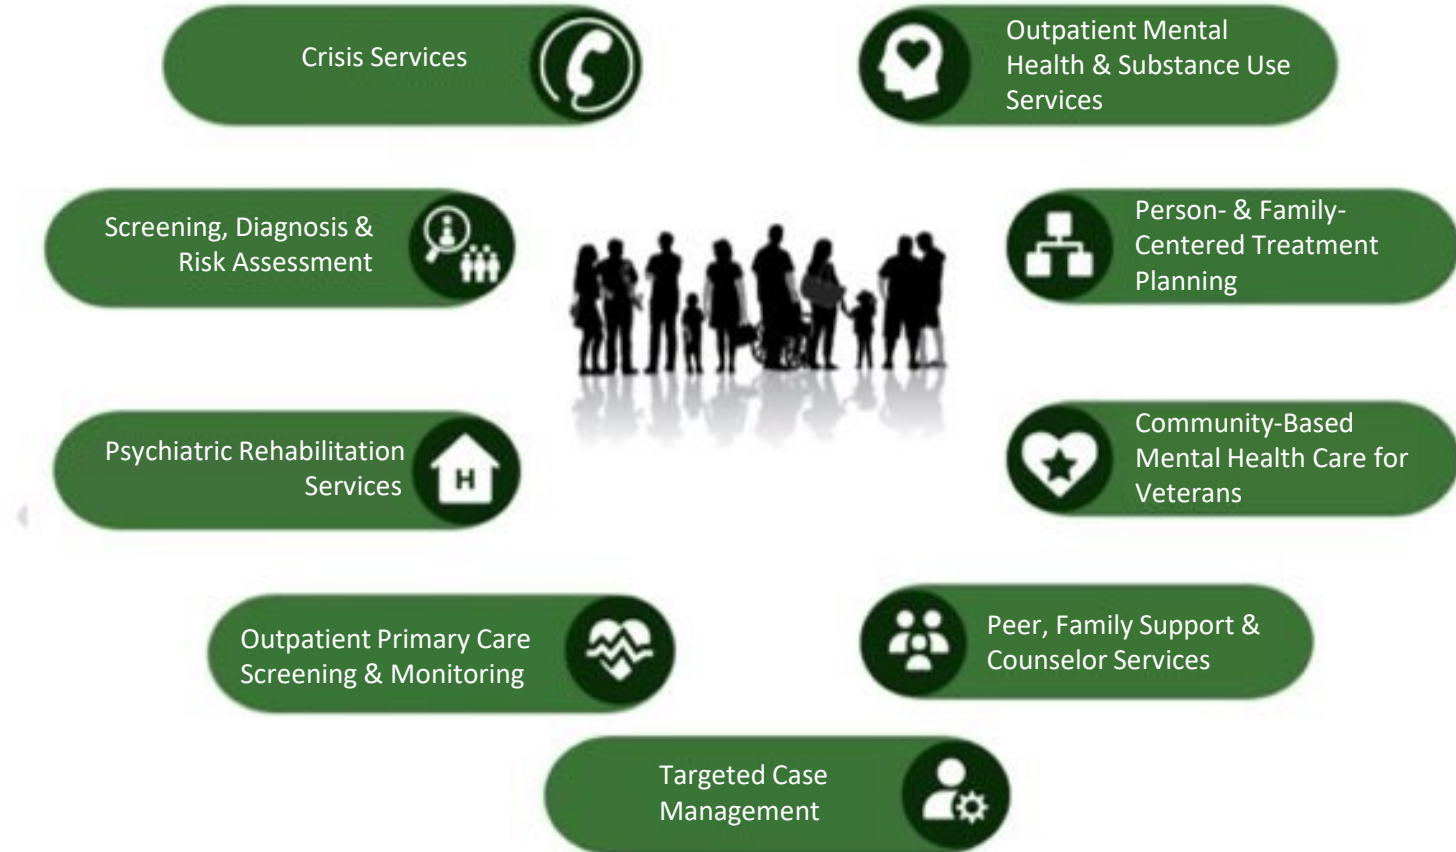 Crisis Services
Outpatient Mental
Health & Substance Use
Services
Screening, Diagnosis &
Risk Assessment
Person- & Family-
Centered Treatment
Planning
Psychiatric Rehabilitation
Services
H
Community-Based
Mental Health Care for
Veterans
Outpatient Primary Care
Screening & Monitoring
Peer, Family Support &
Counselor Services
Targeted Case
Management